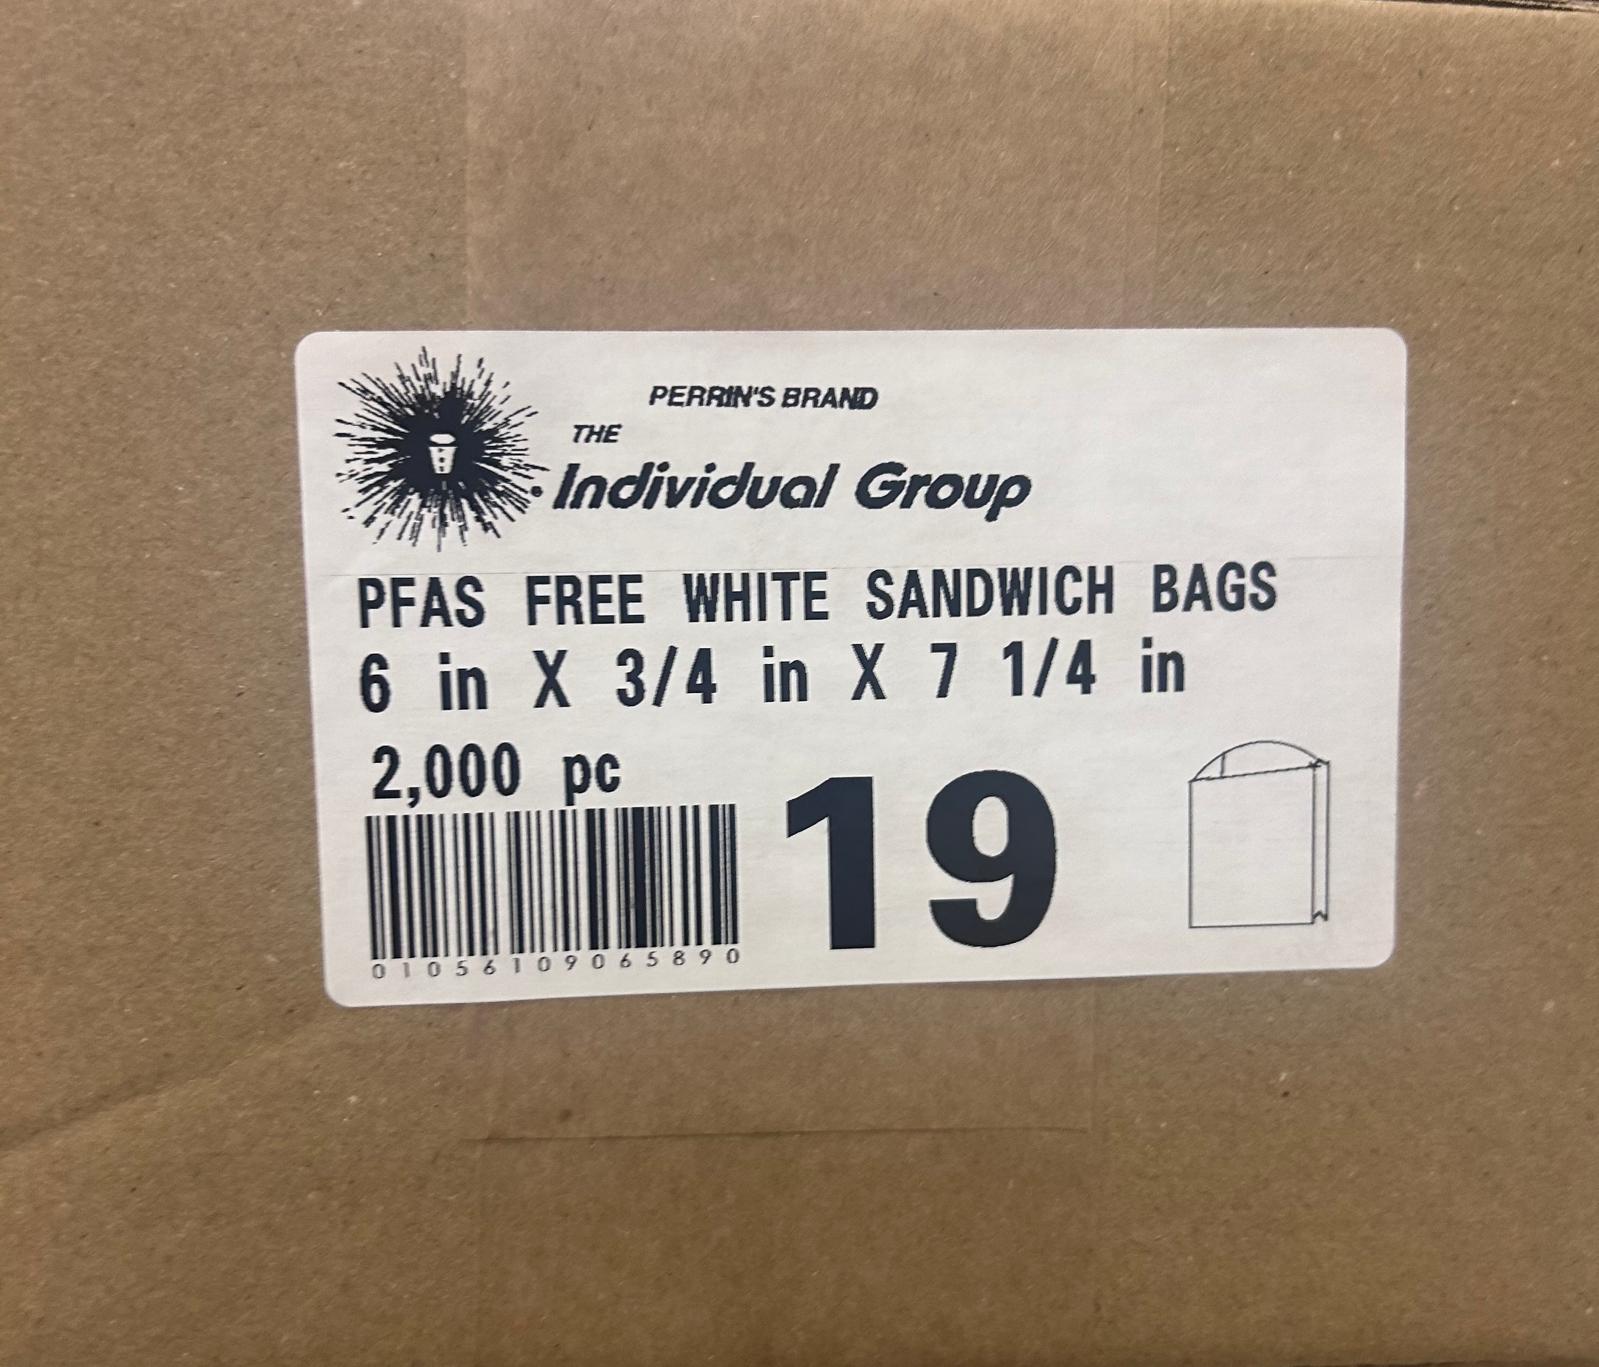 PERRIN'S BRAND
THE
Individual Group
PFAS FREE WHITE SANDWICH BAGS
6 in X 3/4 in X 7 1/4 in
2,000 pc
19
01056109065890